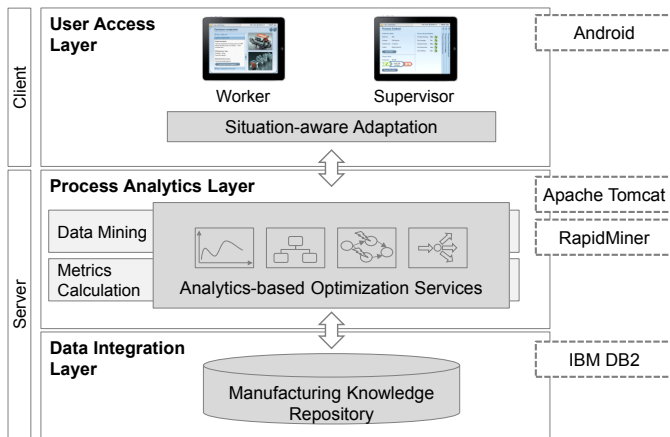 Client
User Access
Layer
Worker
Supervisor
Situation-aware Adaptation
Android
Server
Process Analytics Layer
Data Mining
Metrics
Calculation
Analytics-based Optimization Services
Apache Tomcat
RapidMiner
Data Integration
Layer
Manufacturing Knowledge
Repository
IBM DB2